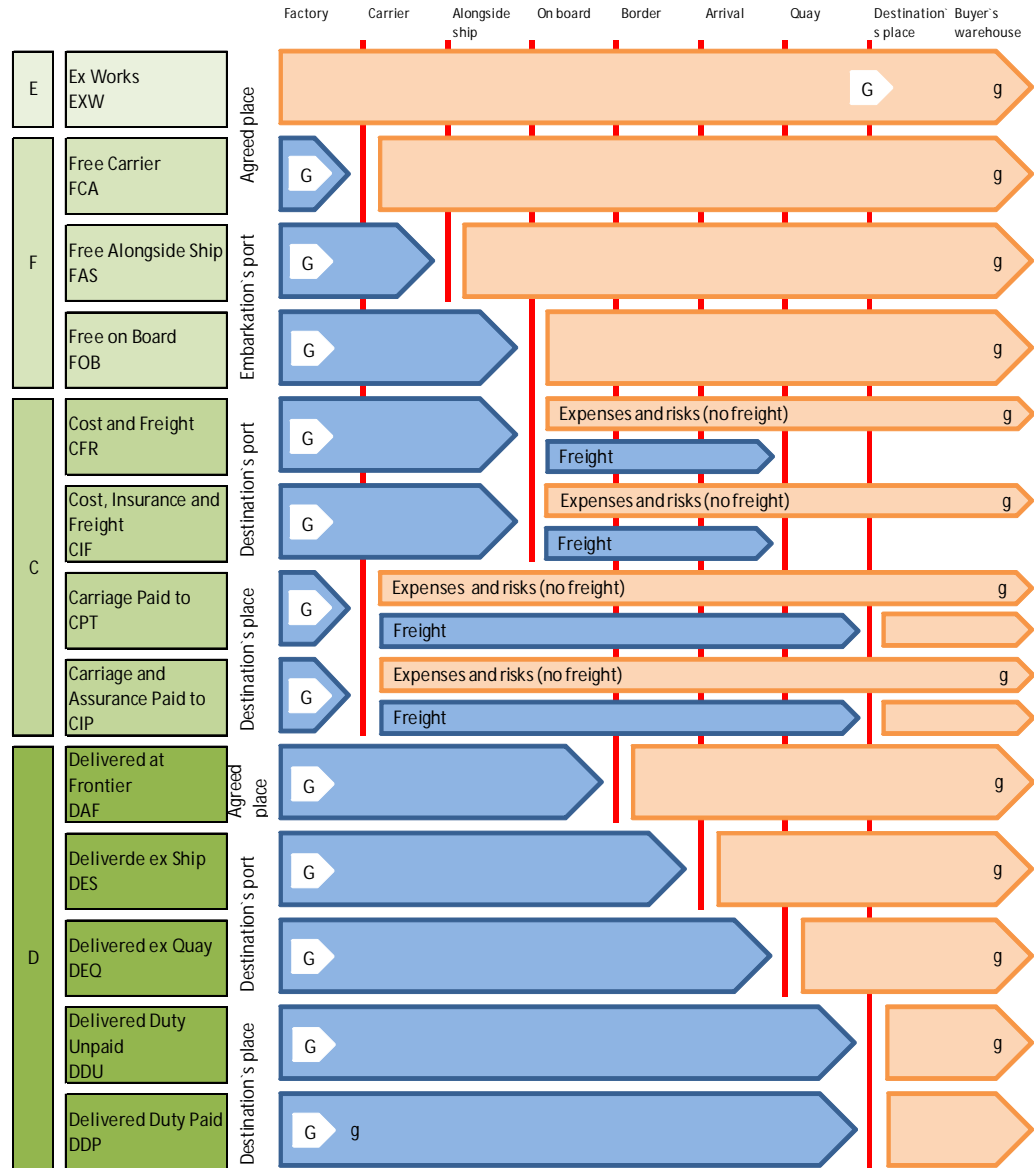 Factory
Carrier
Alongside
ship
On board
Border
Arrival
Quay
Destination`
s place
Buyer`s
warehouse
E
Ex Works
EXW
Agreed place
G
g
F
Free Carrier
FCA
G
g
Free Alongside Ship
FAS
Embarkation`s port
G
g
Free on Board
FOB
G
g
C
Cost and Freight
CFR
Destination`s port
G
Expenses and risks (no freight)
g
Freight
Cost, Insurance and
Freight
CIF
G
Expenses and risks (no freight)
g
Freight
Carriage Paid to
CPT
Destination`s place
G
Expenses and risks (no freight)
g
Freight
Carriage and
Assurance Paid to
CIP
G
Expenses and risks (no freight)
g
Freight
D
Delivered at
Frontier
DAF
Agreed
place
G
g
Deliverde ex Ship
DES
Destination`s port
G
g
Delivered ex Quay
DEQ
G
g
Delivered Duty
Unpaid
DDU
Destination`s place
G
g
Delivered Duty Paid
DDP
G
g